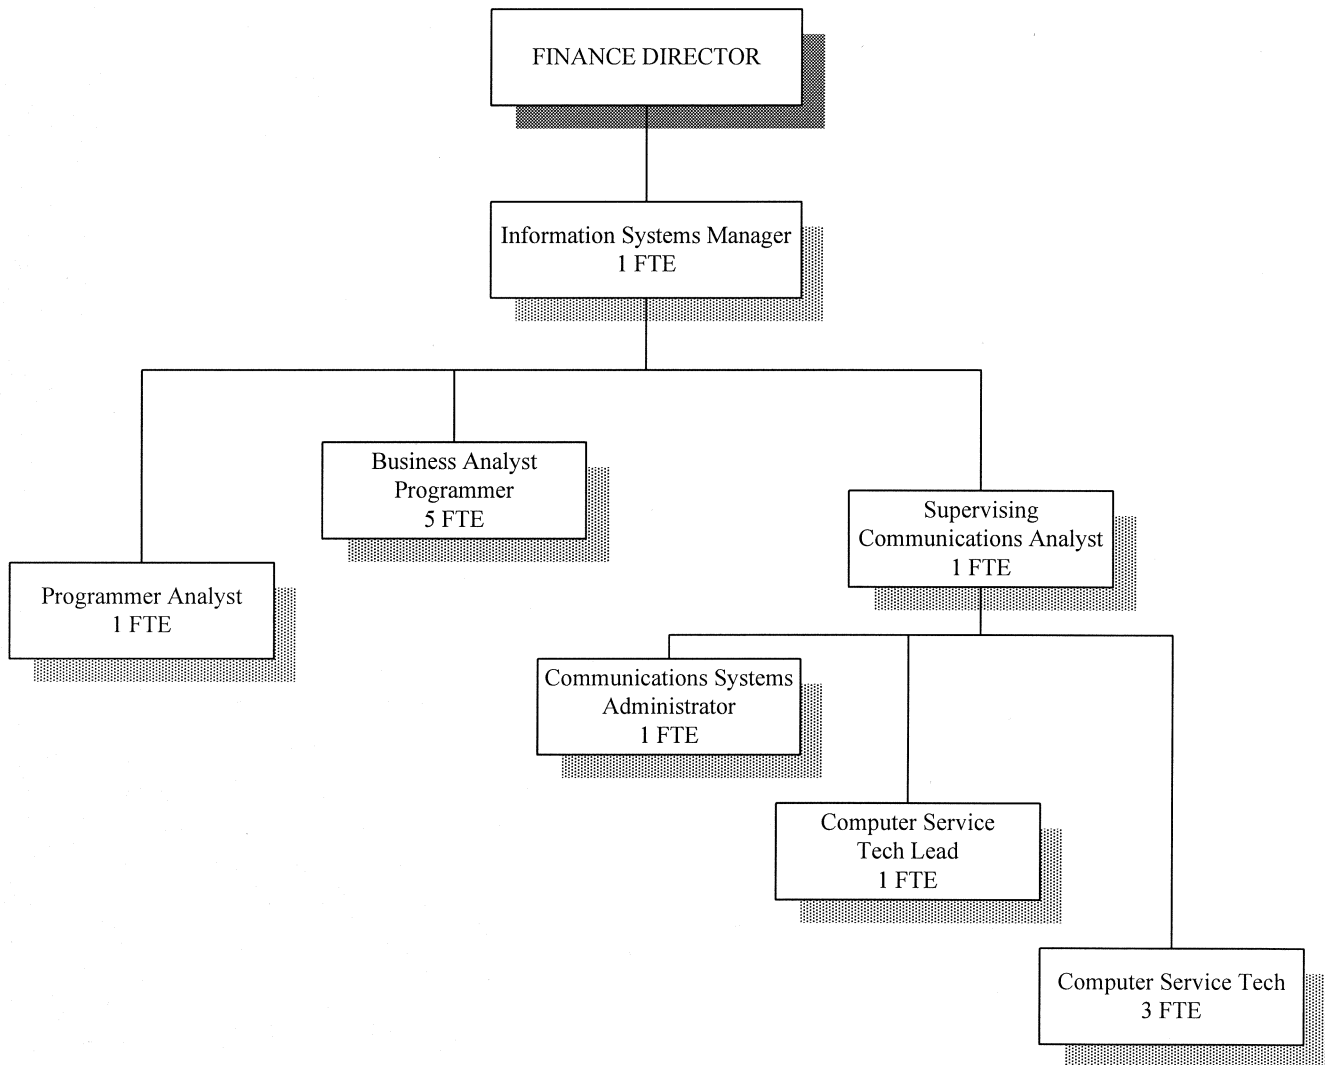 FINANCE DIRECTOR
Information Systems Manager
1 FTE
Business Analyst
Programmer
5 FTE
Supervising
Communications Analyst
1 FTE
Programmer Analyst
1 FTE
Communications Systems
Administrator
1 FTE
Computer Service
Tech Lead
1 FTE
Computer Service Tech
3 FTE